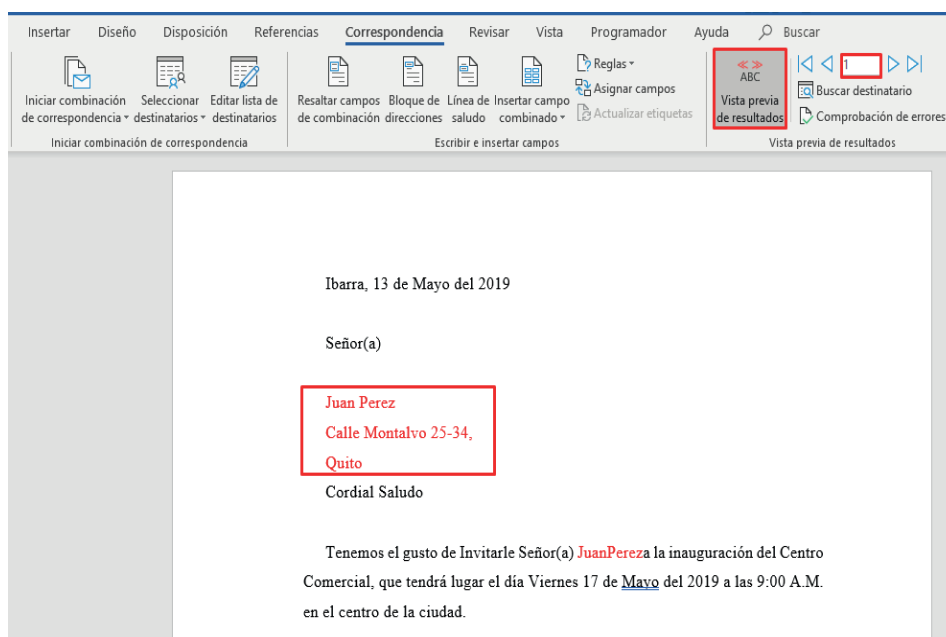 Insertar Diseño Disposición Referencias Correspondencia Revisar Vista Programador Ayuda Buscar
Iniciar combinación
de correspondencia
Seleccionar
destinatarios
Editar lista de
destinatarios
Iniciar combinación de correspondencia
Resaltar campos
de combinación
Bloque de
direcciones
Línea de
saludo
Insertar campo
combinado
Reglas
Asignar campos
Actualizar etiquetas
Escribir e insertar campos
ABC
Vista previa
de resultados
1
Buscar destinatario
Comprobación de errores
Vista previa de resultados
Ibarra, 13 de Mayo del 2019
Señor(a)
Juan Perez
Calle Montalvo 25-34,
Quito
Cordial Saludo
Tenemos el gusto de Invitarle Señor(a) JuanPereza la inauguración del Centro
Comercial, que tendrá lugar el día Viernes 17 de Mayo del 2019 a las 9:00 A.M.
en el centro de la ciudad.